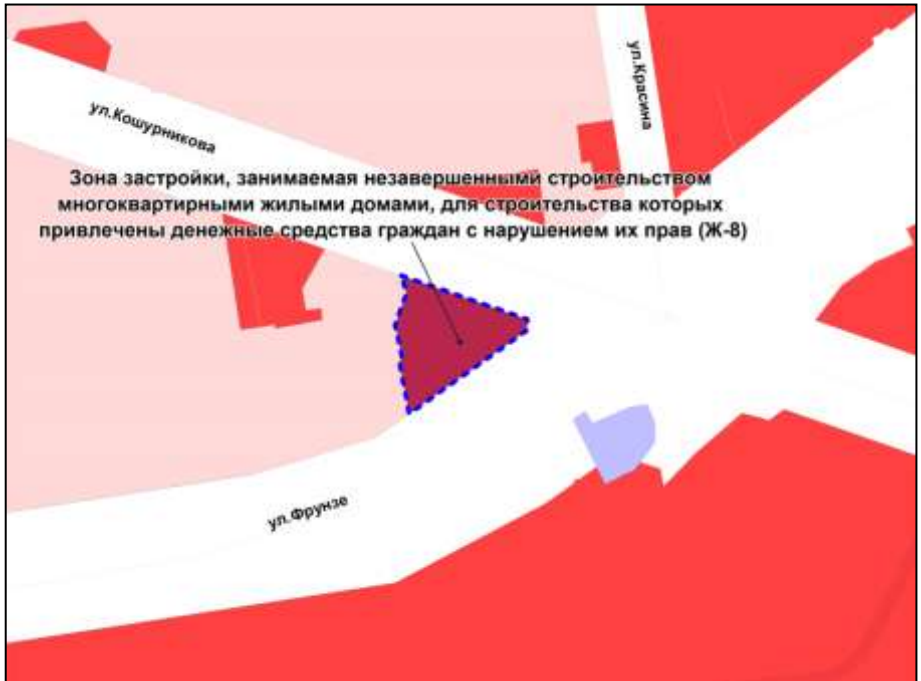 ул.Кошурникова
ул.Красина
Зона застройки, занимаемая незавершенными строительством
многоквартирными жилыми домами, для строительства которых
привлечены денежные средства граждан с нарушением их прав (Ж-8)
ул.Фрунзе